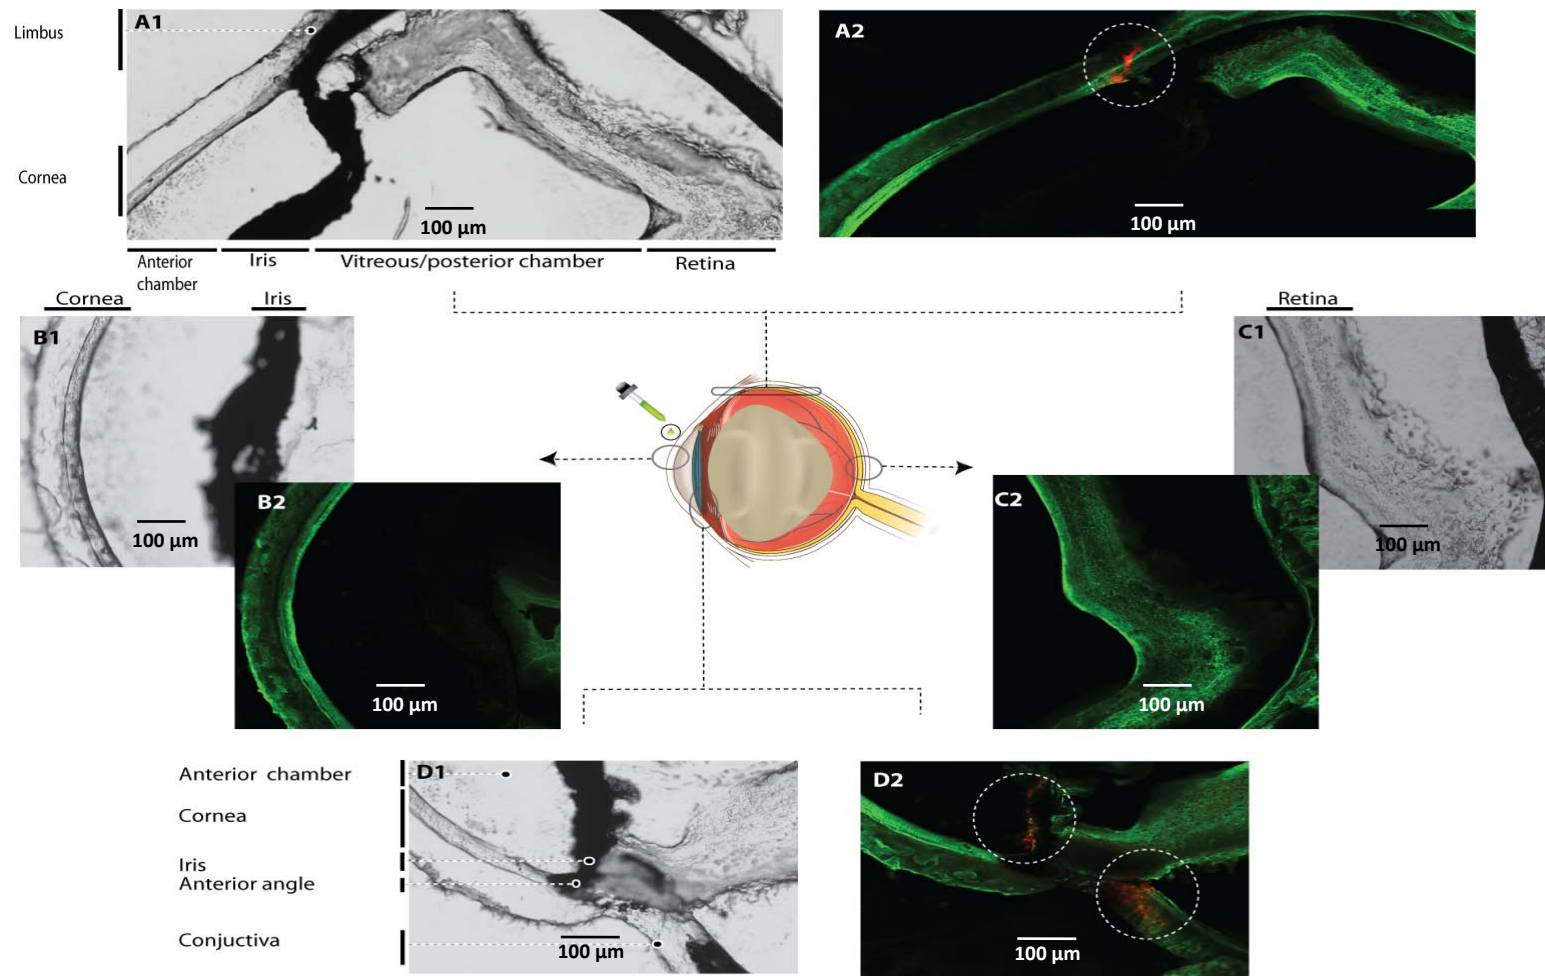 Limbus
Cornea
A1
100 µm
A2
100 µm
Anterior
chamber
Iris
Vitreous/posterior chamber
Retina
Cornea
Iris
B1
100 µm
B2
100 µm
Retina
C1
100 µm
C2
100 µm
Anterior chamber
Cornea
Iris
Anterior angle
Conjuctiva
D1
100 µm
D2
100 µm